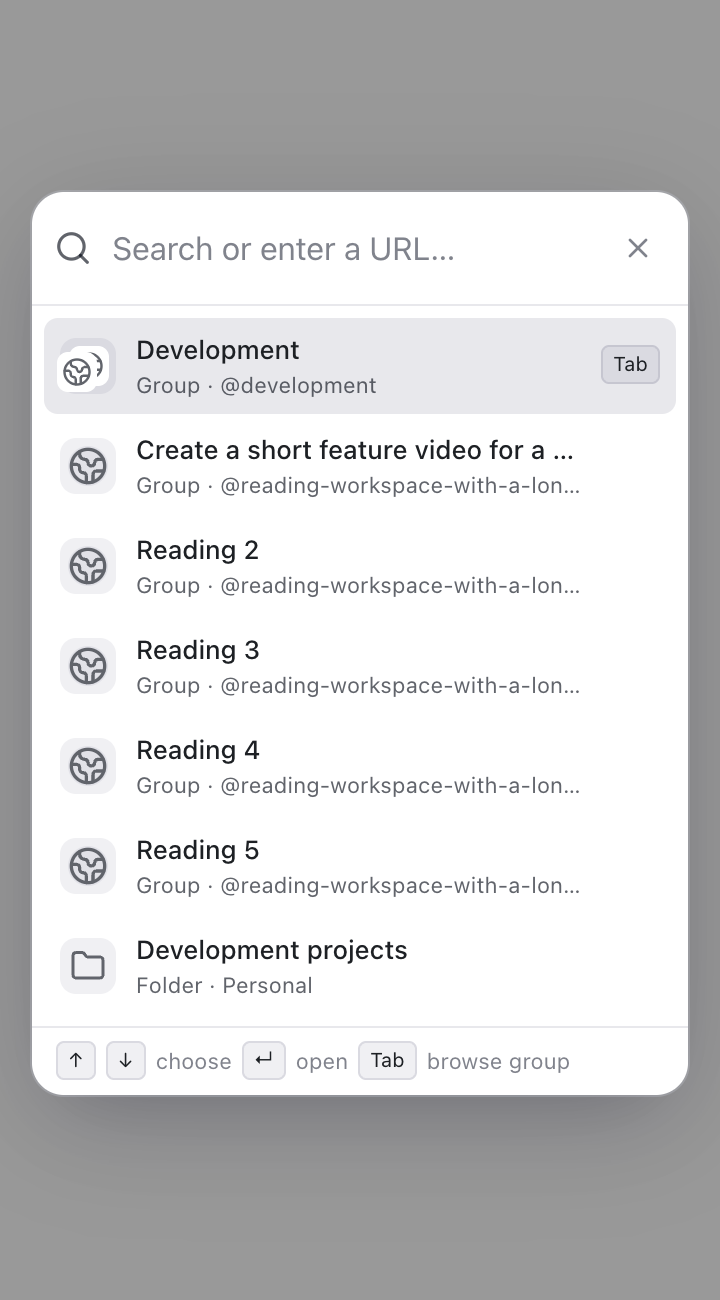 Search or enter a URL...
Development
Group · @development
Tab
Create a short feature video for a ...
Group · @reading-workspace-with-a-lon...
Reading 2
Group · @reading-workspace-with-a-lon...
Reading 3
Group · @reading-workspace-with-a-lon...
Reading 4
Group · @reading-workspace-with-a-lon...
Reading 5
Group · @reading-workspace-with-a-lon...
Development projects
Folder · Personal
↑ ↓ choose ↵ open Tab browse group